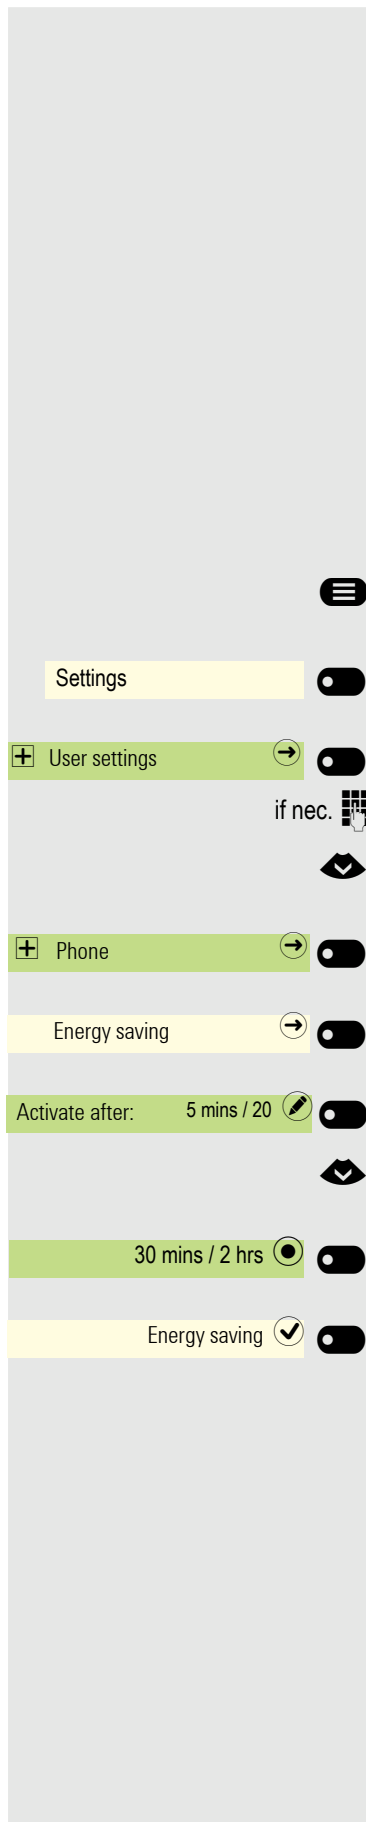 Settings
User settings
if nec.
Phone
Energy saving
Activate after: 5 mins / 20
30 mins / 2 hrs
Energy saving